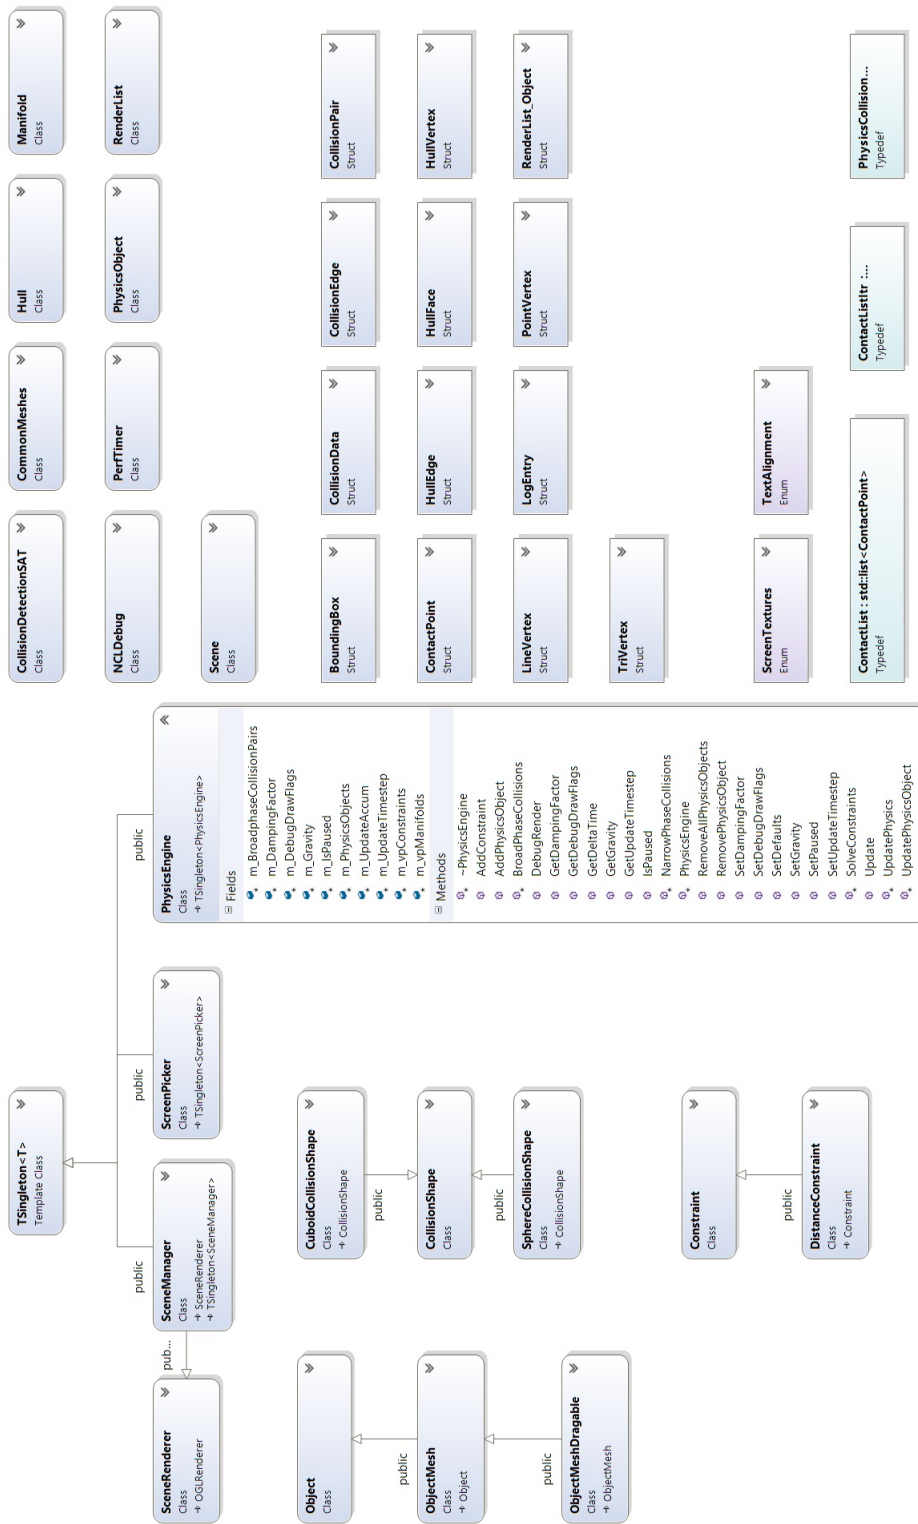 TSingleton<T>
Template Class
public
public
public
SceneRenderer
Class
→ OGLRenderer
pub...
SceneManager
Class
→ SceneRenderer
→ TSingleton<SceneManager>
ScreenPicker
Class
→ TSingleton<ScreenPicker>
PhysicsEngine
Class
→ TSingleton<PhysicsEngine>
Fields
m_BroadphaseCollisionPairs
m_DampingFactor
m_DebugDrawFlags
m_Gravity
m_IsPaused
m_PhysicsObjects
m_UpdateAccum
m_UpdateTimestep
m_vpConstraints
m_vpManifolds
Methods
~PhysicsEngine
AddConstraint
AddPhysicsObject
BroadPhaseCollisions
DebugRender
GetDampingFactor
GetDebugDrawFlags
GetDeltaTime
GetGravity
GetUpdateTimestep
IsPaused
NarrowPhaseCollisions
PhysicsEngine
RemoveAllPhysicsObjects
RemovePhysicsObject
SetDampingFactor
SetDebugDrawFlags
SetDefaults
SetGravity
SetPaused
SetUpdateTimestep
SolveConstraints
Update
UpdatePhysics
UpdatePhysicsObject
Object
Class
public
ObjectMesh
Class
→ Object
public
ObjectMeshDragable
Class
→ ObjectMesh
CuboidCollisionShape
Class
→ CollisionShape
public
CollisionShape
Class
public
SphereCollisionShape
Class
→ CollisionShape
Constraint
Class
public
DistanceConstraint
Class
→ Constraint
CollisionDetectionSAT
Class
CommonMeshes
Class
Hull
Class
Manifold
Class
NCLDebug
Class
PerfTimer
Class
PhysicsObject
Class
RenderList
Class
Scene
Class
BoundingBox
Struct
CollisionData
Struct
CollisionEdge
Struct
CollisionPair
Struct
ContactPoint
Struct
HullEdge
Struct
HullFace
Struct
HullVertex
Struct
LineVertex
Struct
LogEntry
Struct
PointVertex
Struct
RenderList_Object
Struct
TriVertex
Struct
ScreenTextures
Enum
TextAlignment
Enum
ContactList : std::list<ContactPoint>
Typedef
ContactListItr :...
Typedef
PhysicsCollision...
Typedef